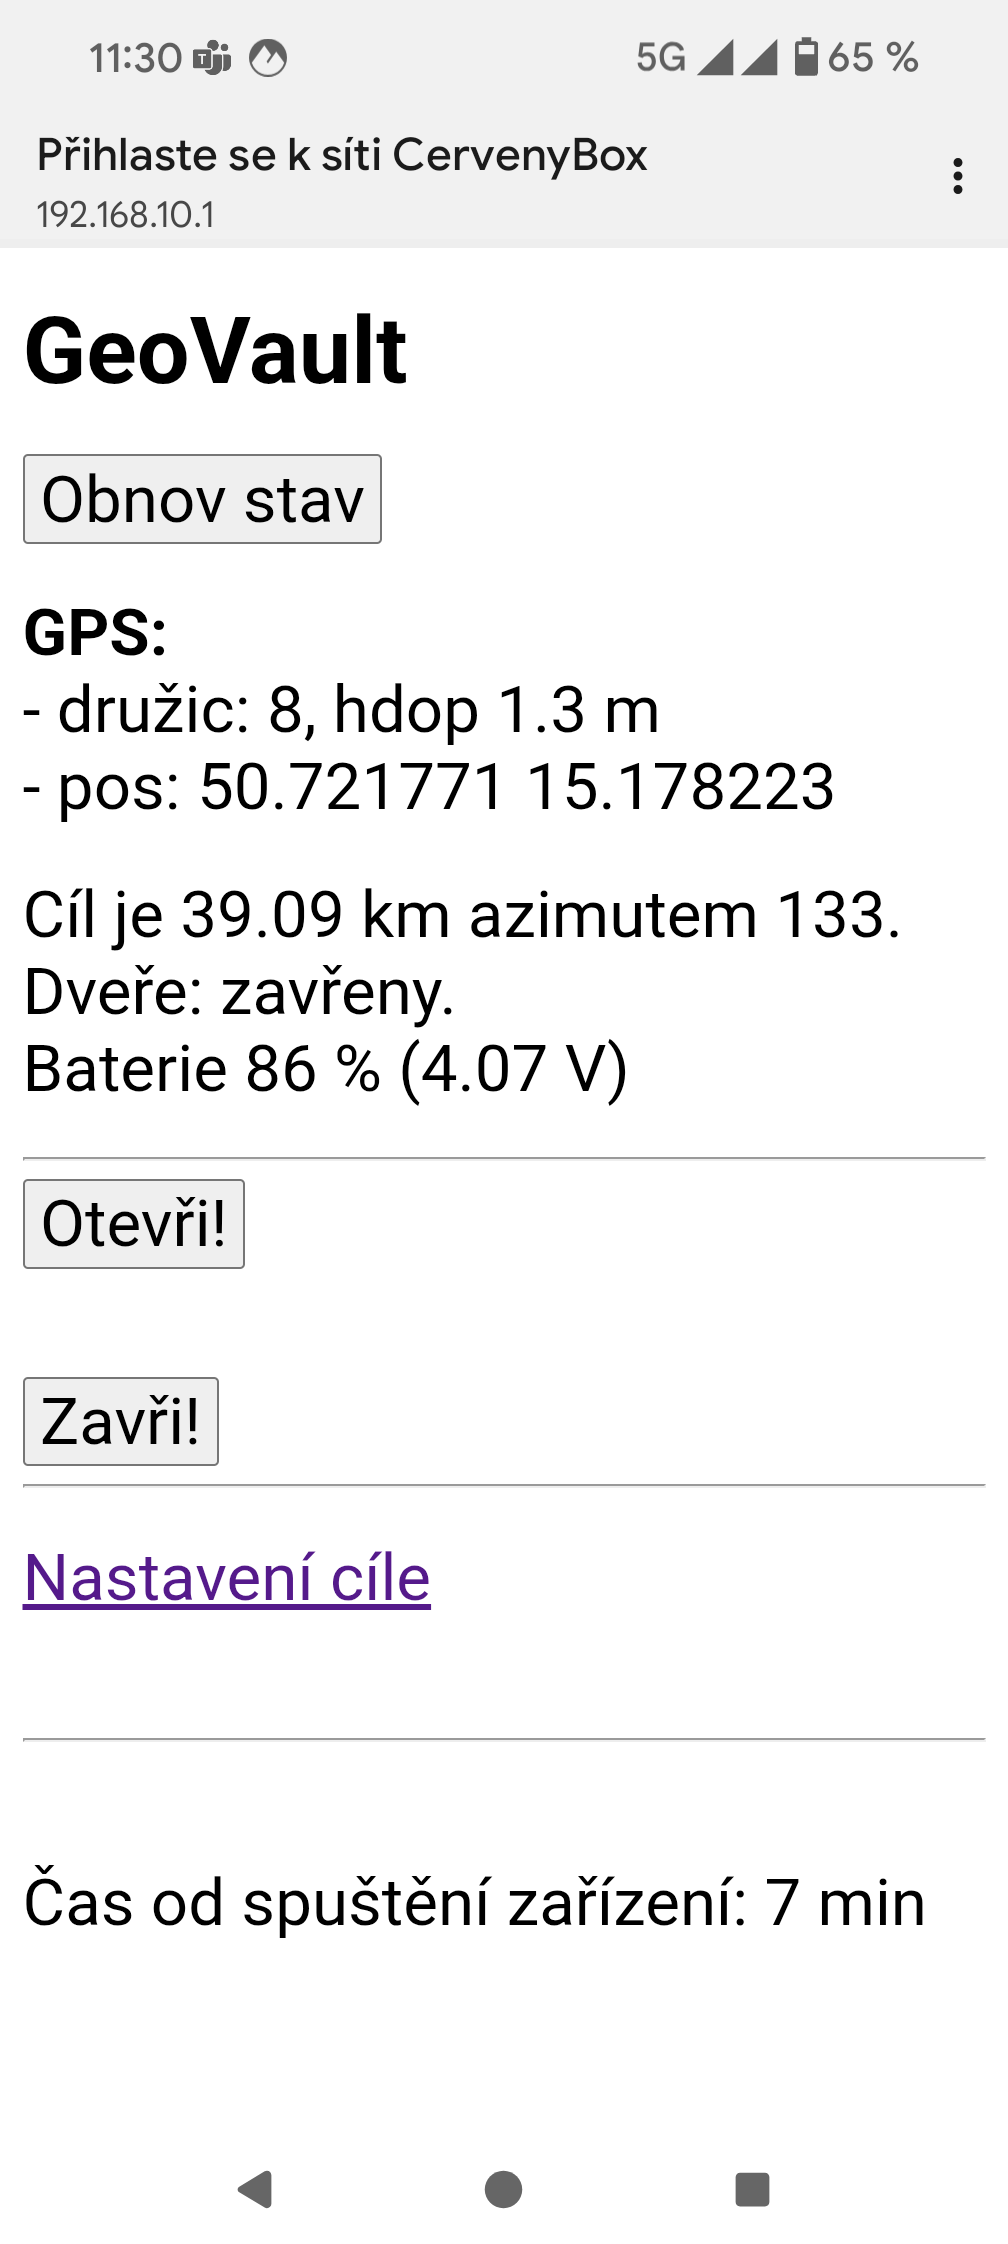 11:30
5G 65 %
Přihlaste se k síti CervenyBox
192.168.10.1
GeoVault
Obnov stav
GPS:
- družic: 8, hdop 1.3 m
- pos: 50.721771 15.178223
Cíl je 39.09 km azimutem 133.
Dveře: zavřeny.
Baterie 86 % (4.07 V)
Otevři!
Zavři!
Nastavení cíle
Čas od spuštění zařízení: 7 min